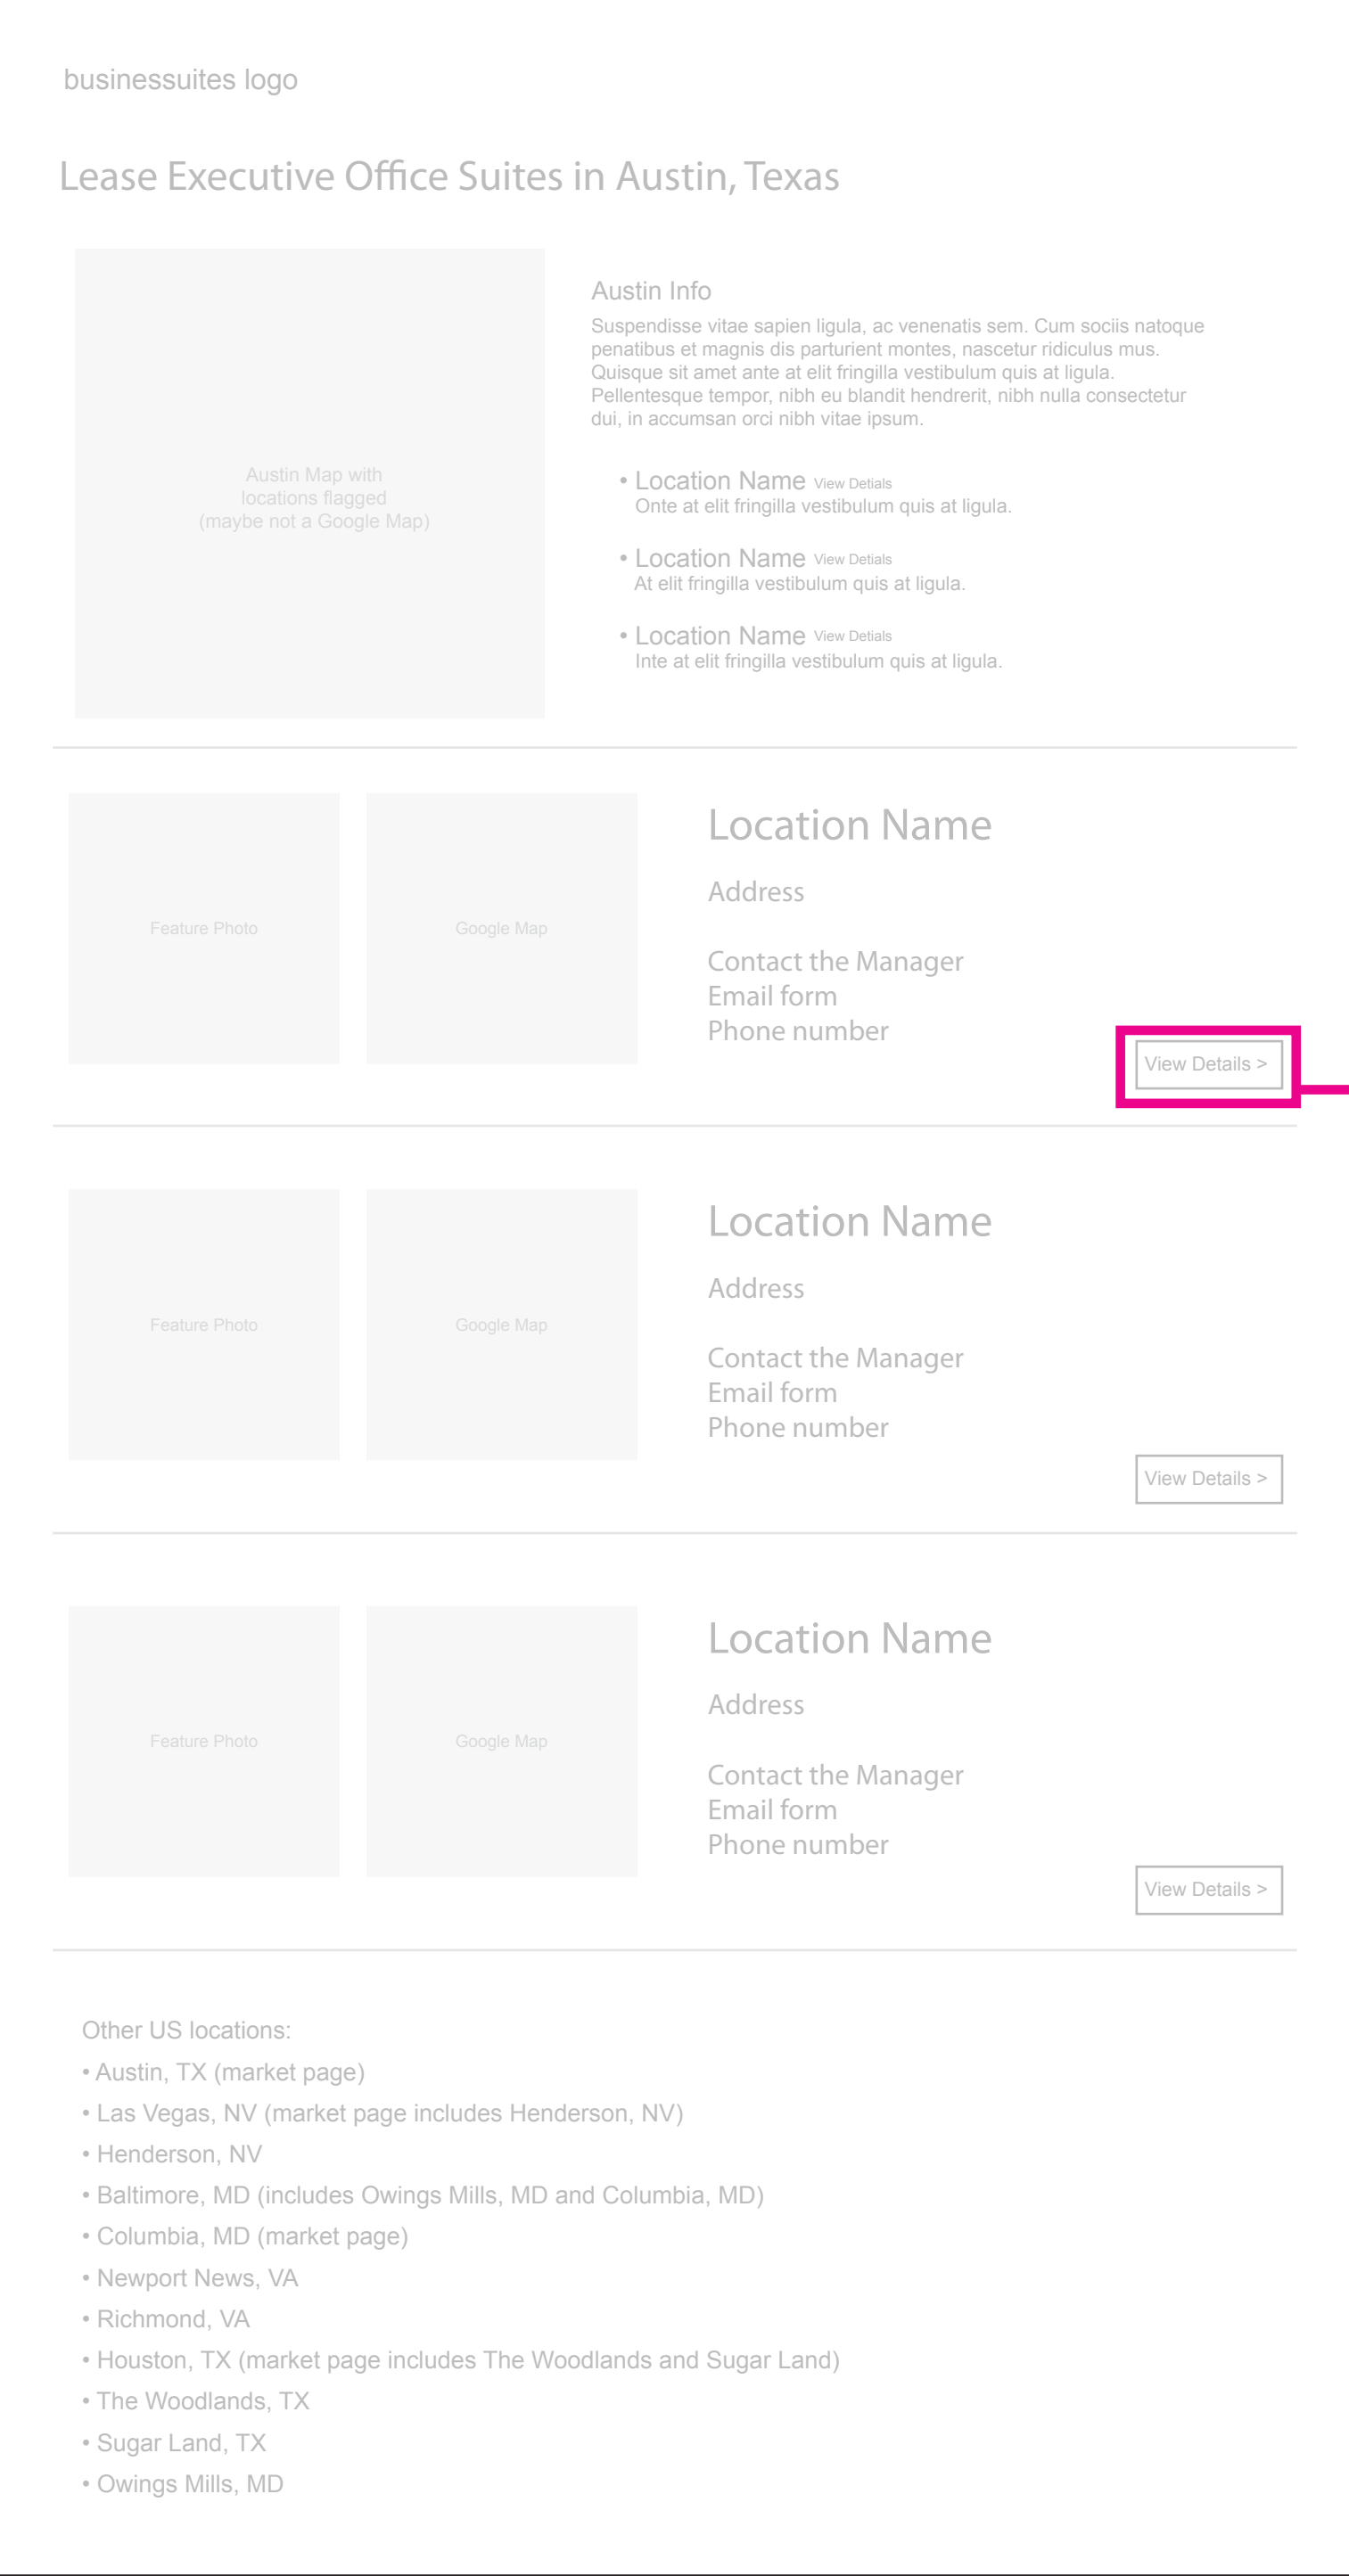 businessuites logo
Lease Executive Office Suites in Austin, Texas
Austin Map with
locations flagged
(maybe not a Google Map)
Austin Info
Suspendisse vitae sapien ligula, ac venenatis sem. Cum sociis natoque
penatibus et magnis dis parturient montes, nascetur ridiculus mus.
Quisque sit amet ante at elit fringilla vestibulum quis at ligula.
Pellentesque tempor, nibh eu blandit hendrerit, nibh nulla consectetur
dui, in accumsan orci nibh vitae ipsum.
• Location Name View Detials
Onte at elit fringilla vestibulum quis at ligula.
• Location Name View Detials
At elit fringilla vestibulum quis at ligula.
• Location Name View Detials
Inte at elit fringilla vestibulum quis at ligula.
Feature Photo
Google Map
Location Name
Address
Contact the Manager
Email form
Phone number
View Details >
Feature Photo
Google Map
Location Name
Address
Contact the Manager
Email form
Phone number
View Details >
Feature Photo
Google Map
Location Name
Address
Contact the Manager
Email form
Phone number
View Details >
Other US locations:
• Austin, TX (market page)
• Las Vegas, NV (market page includes Henderson, NV)
• Henderson, NV
• Baltimore, MD (includes Owings Mills, MD and Columbia, MD)
• Columbia, MD (market page)
• Newport News, VA
• Richmond, VA
• Houston, TX (market page includes The Woodlands and Sugar Land)
• The Woodlands, TX
• Sugar Land, TX
• Owings Mills, MD